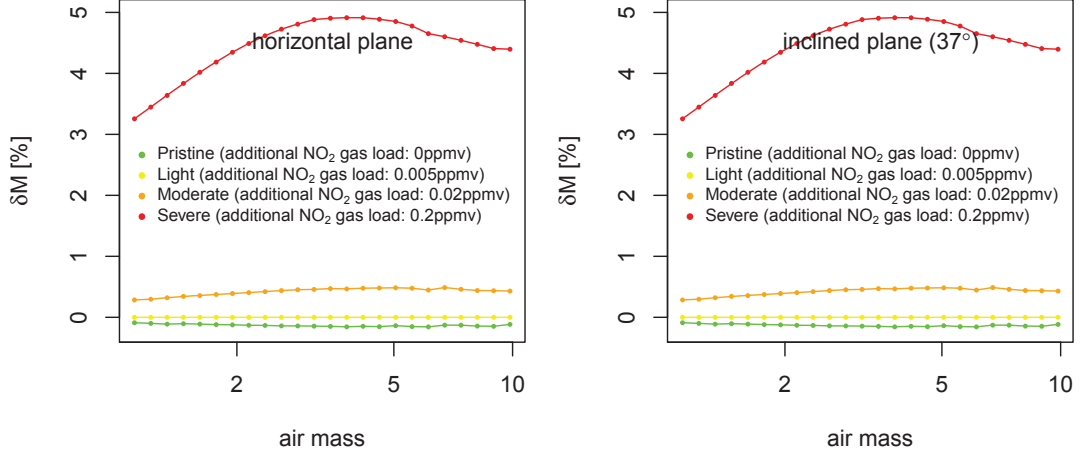 horizontal plane
δM [%]
5
4
3
2
1
0
Pristine (additional NO₂ gas load: 0ppmv)
Light (additional NO₂ gas load: 0.005ppmv)
Moderate (additional NO₂ gas load: 0.02ppmv)
Severe (additional NO₂ gas load: 0.2ppmv)
2 5 10
air mass
inclined plane (37°)
δM [%]
5
4
3
2
1
0
Pristine (additional NO₂ gas load: 0ppmv)
Light (additional NO₂ gas load: 0.005ppmv)
Moderate (additional NO₂ gas load: 0.02ppmv)
Severe (additional NO₂ gas load: 0.2ppmv)
2 5 10
air mass